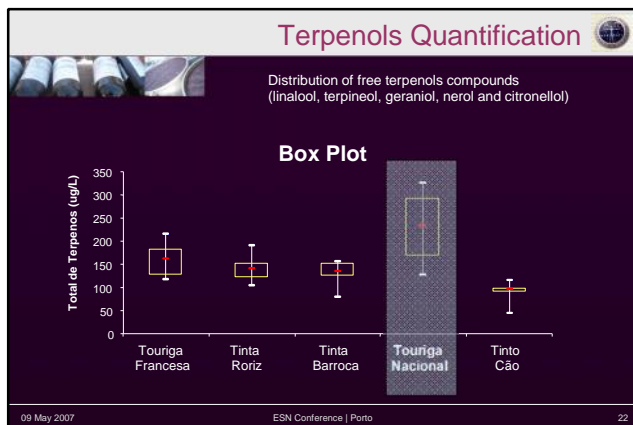 Terpenols Quantification
Distribution of free terpenols compounds
(linalool, terpineol, geraniol, nerol and citronellol)
Box Plot
Total de Terpenos (ug/L)
350
300
250
200
150
100
50
0
Touriga Francesa
Tinta Roriz
Tinta Barroca
Touriga Nacional
Tinto Cão
09 May 2007
ESN Conference | Porto
22